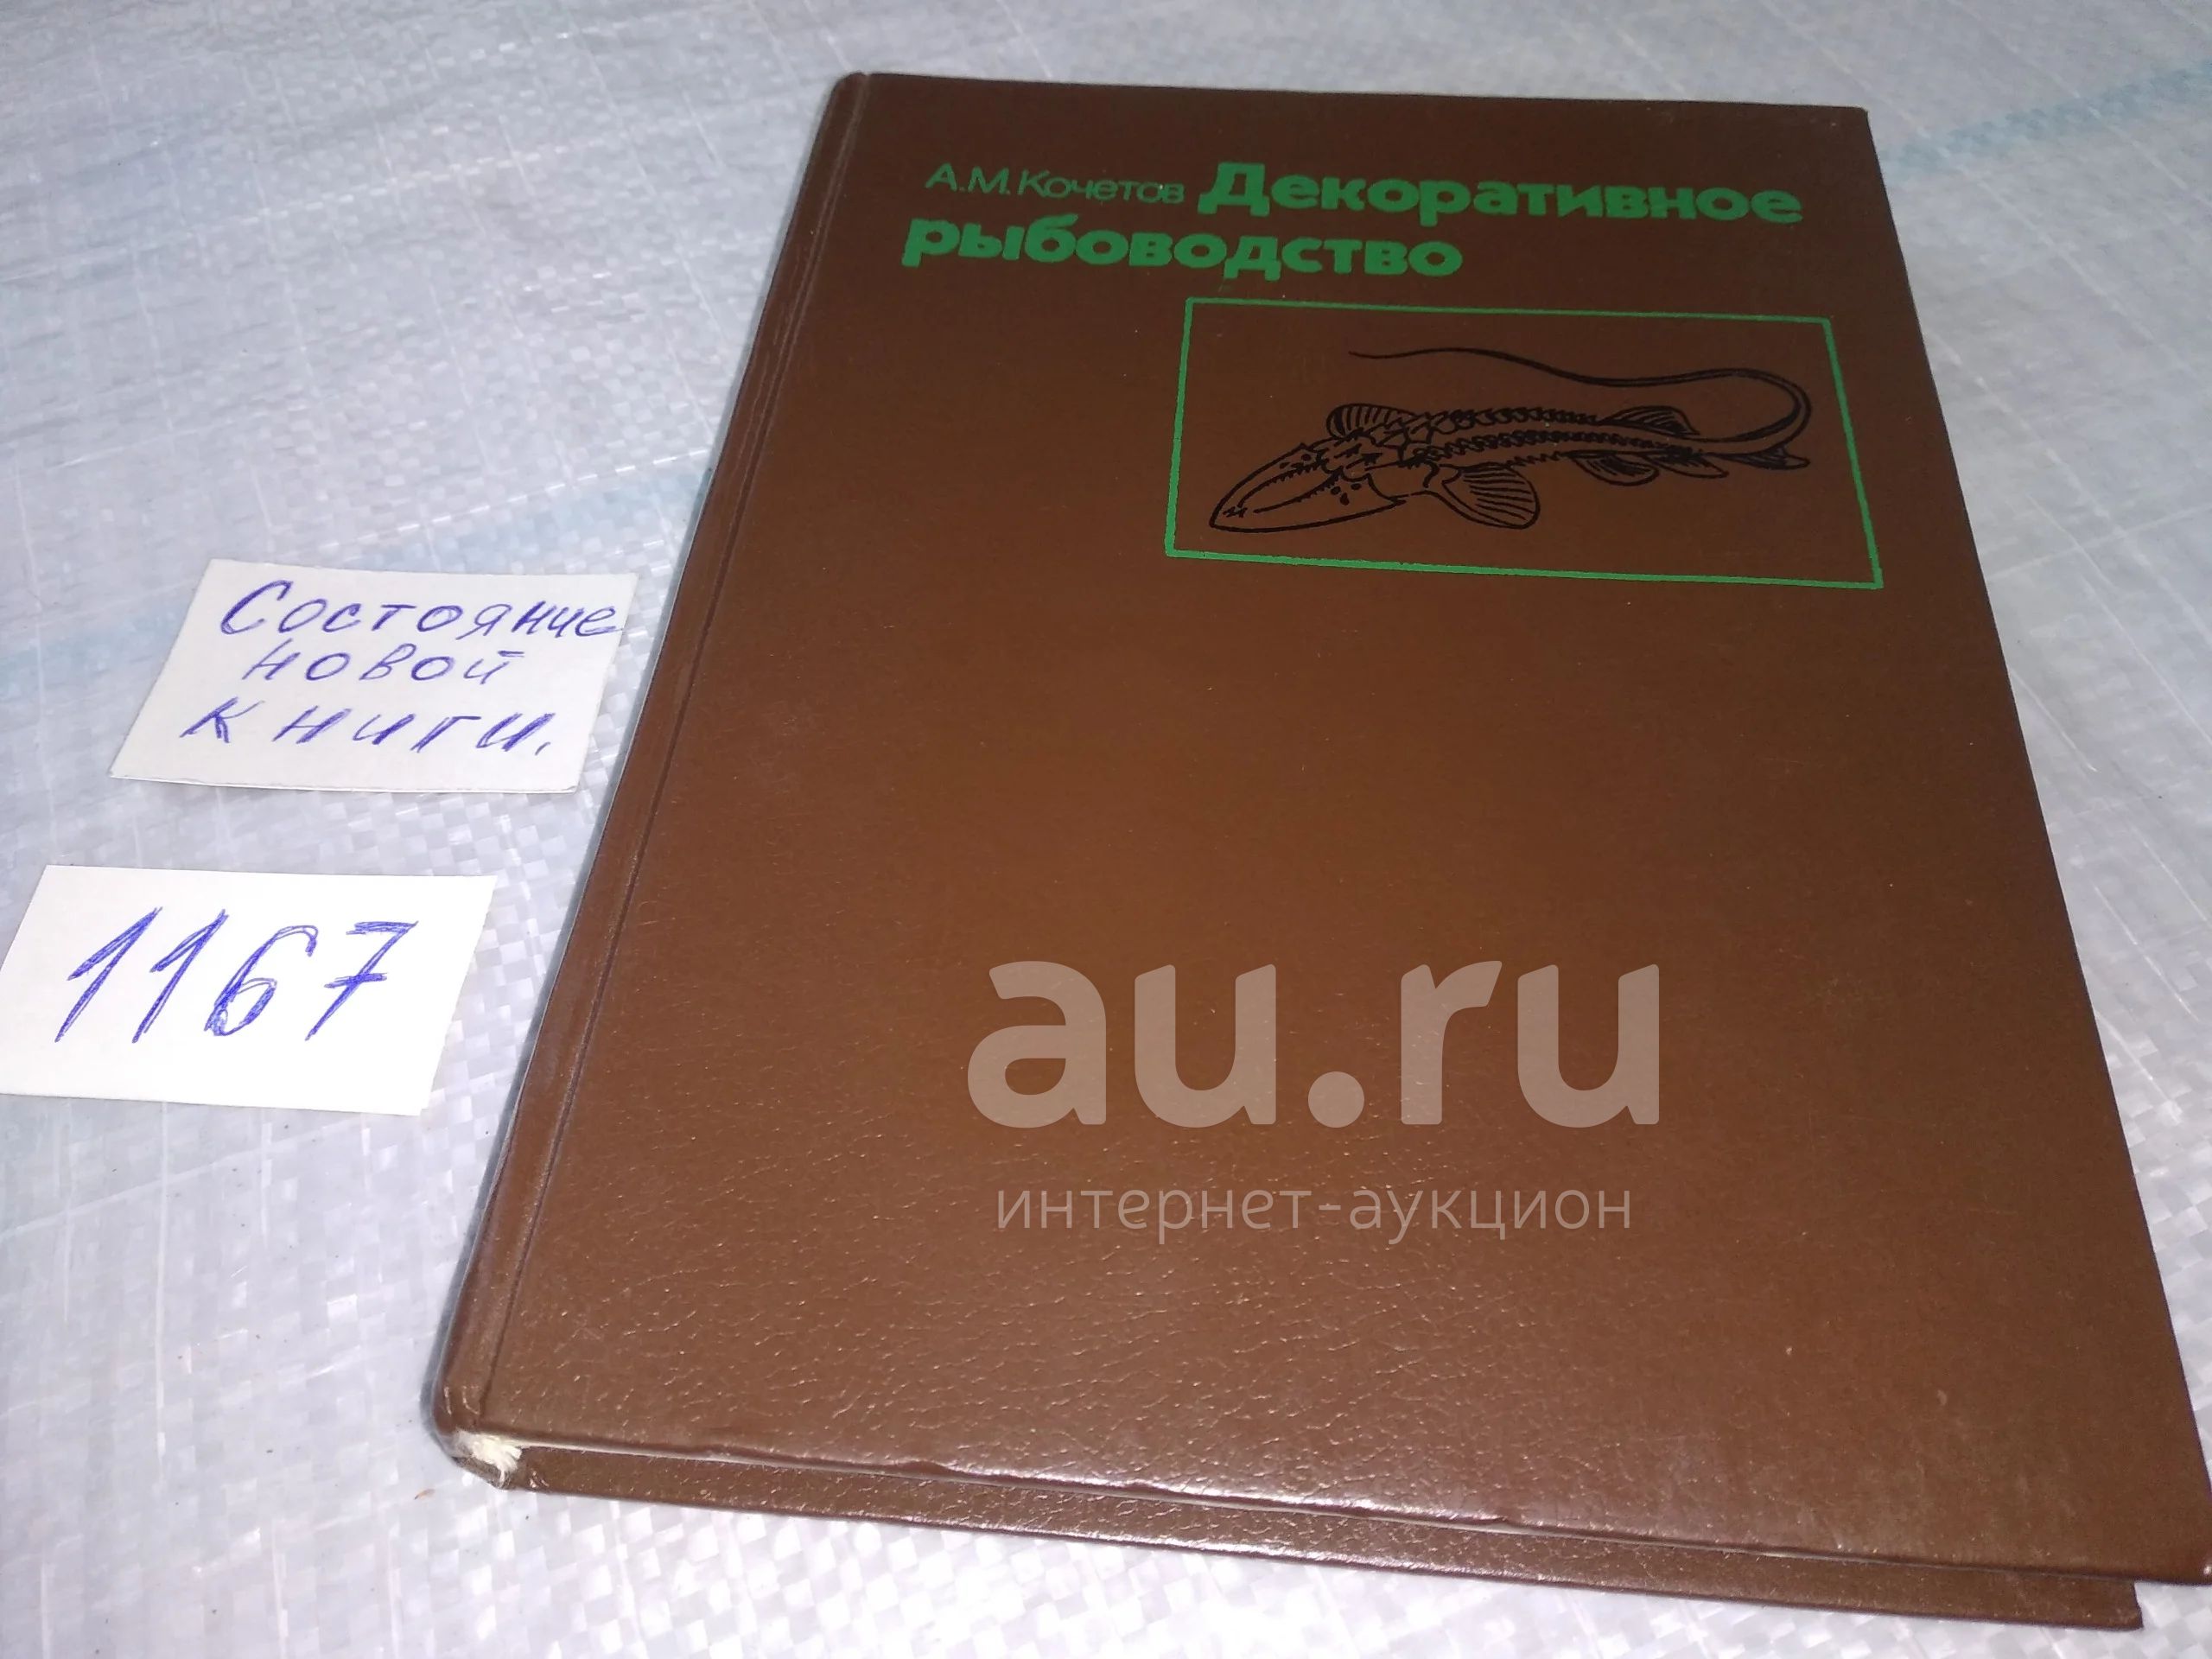 А.М.Кочетов Декоративное
рыбоводство
Состояние
новой
книги.
1167
au.ru
интернет-аукцион